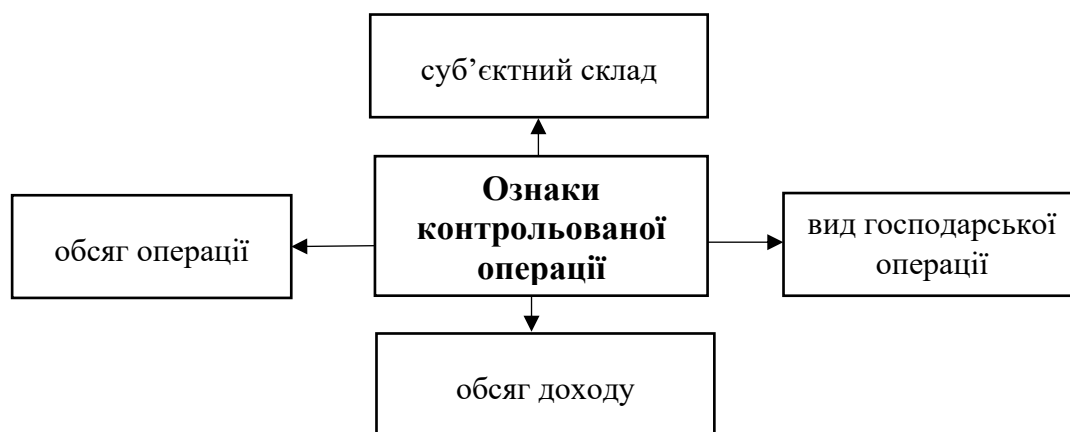 суб’єктний склад
Ознаки
контрольованої
операції
обсяг операції
вид господарської
операції
обсяг доходу